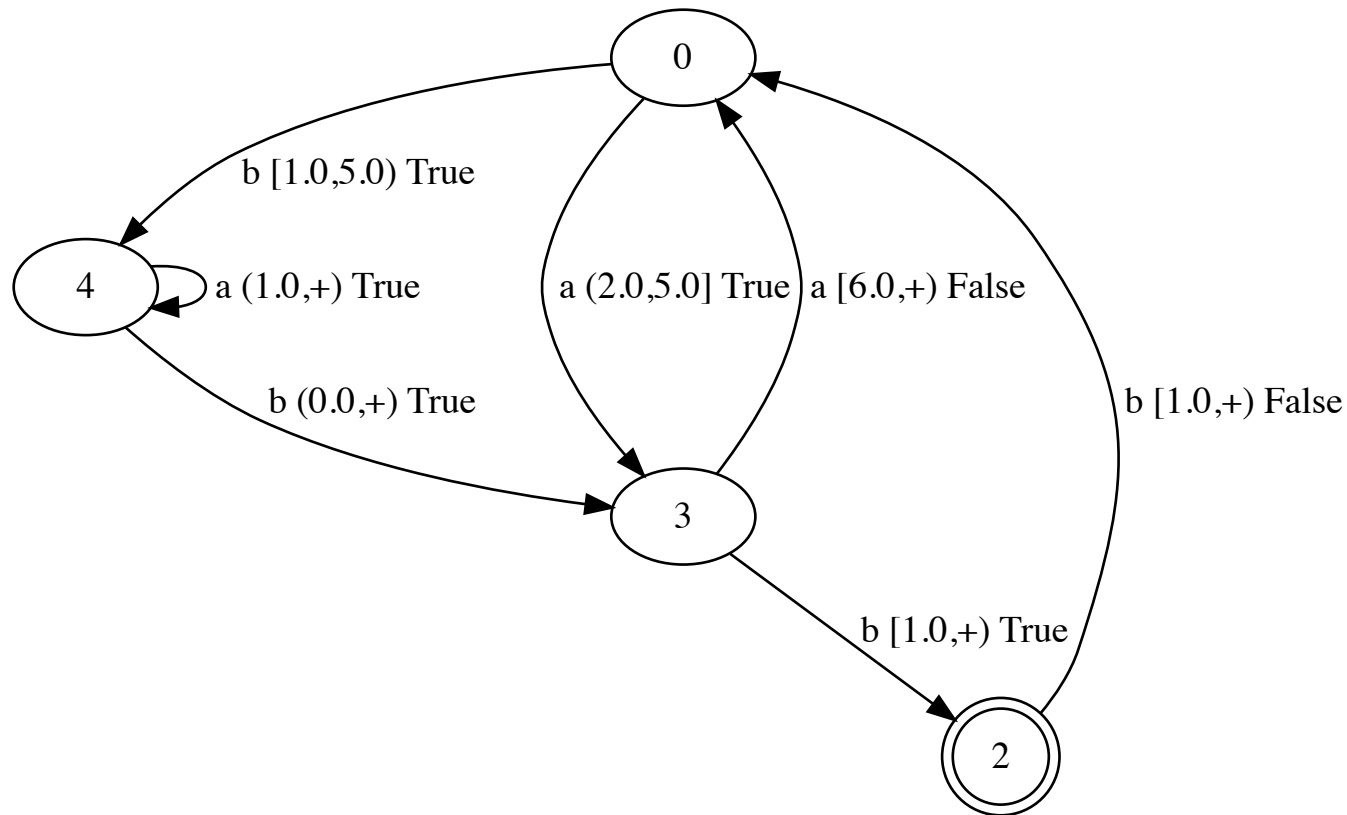 0
b [1.0,5.0) True
4
a (1.0,+) True
a (2.0,5.0] True
a [6.0,+) False
b (0.0,+) True
b [1.0,+) False
3
b [1.0,+) True
2